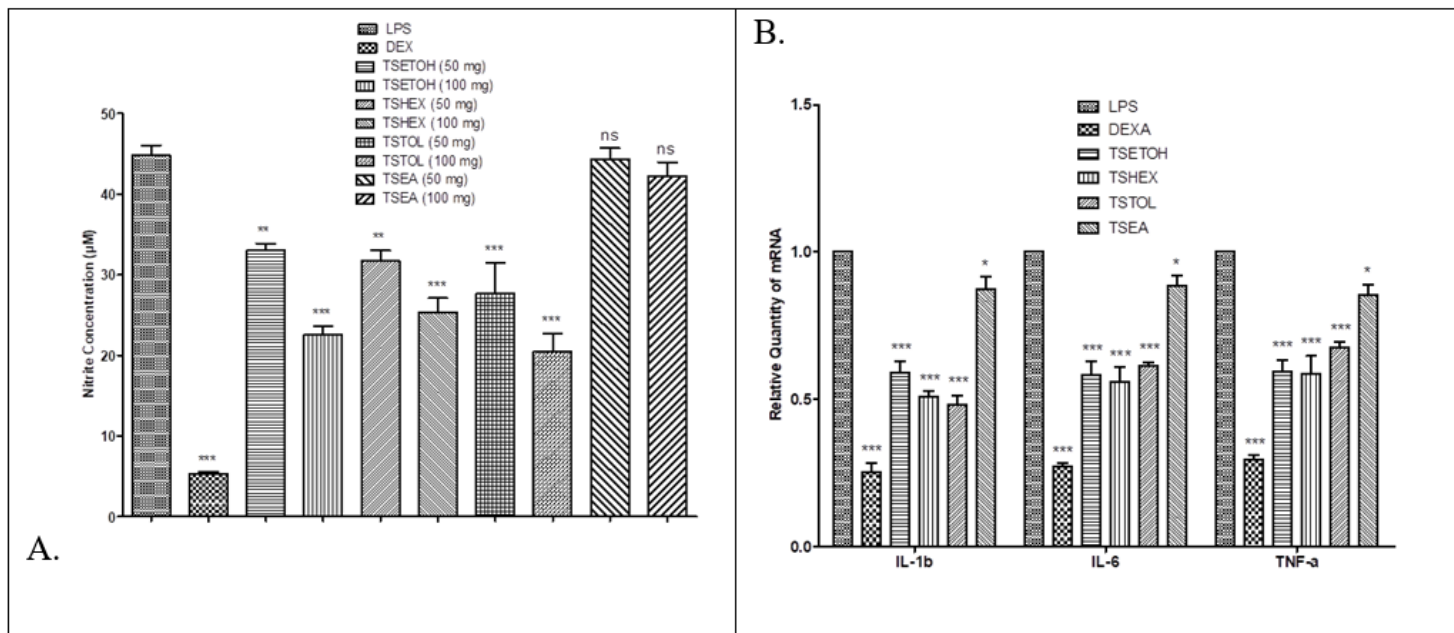 LPS
DEX
TSETOH (50 mg)
TSETOH (100 mg)
TSHEX (50 mg)
TSHEX (100 mg)
TSTOL (50 mg)
TSTOL (100 mg)
TSEA (50 mg)
TSEA (100 mg)
50
40
30
20
10
0
Nitrite Concentration (µM)
***
**
***
**
***
***
***
ns
ns
A.
B.
LPS
DEXA
TSETOH
TSHEX
TSTOL
TSEA
1.5
1.0
0.5
0.0
Relative Quantity of mRNA
***
***
***
***
*
***
***
***
***
*
***
***
***
***
*
IL-1b
IL-6
TNF-a